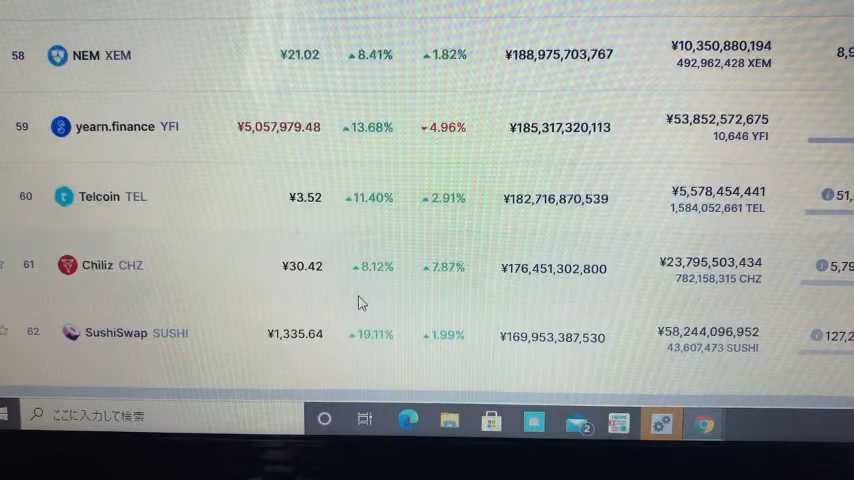 58 NEM XEM ¥21.02 8.41% 1.82% ¥188,975,703,767 ¥10,350,880,194
492,962,428 XEM
59 yearn.finance YFI ¥5,057,979.48 13.68% 4.96% ¥185,317,320,113 ¥53,852,572,675
10,646 YFI
60 Telcoin TEL ¥3.52 11.40% 2.91% ¥182,716,870,539 ¥5,578,454,441 51,
1,584,052,661 TEL
61 Chiliz CHZ ¥30.42 8.12% 7.87% ¥176,451,302,800 ¥23,795,503,434 5,79
782,158,315 CHZ
62 SushiSwap SUSHI ¥1,335.64 19.11% 1.99% ¥169,953,387,530 ¥58,244,096,952 127,2
43,607,473 SUSHI
ここに入力して検索 2